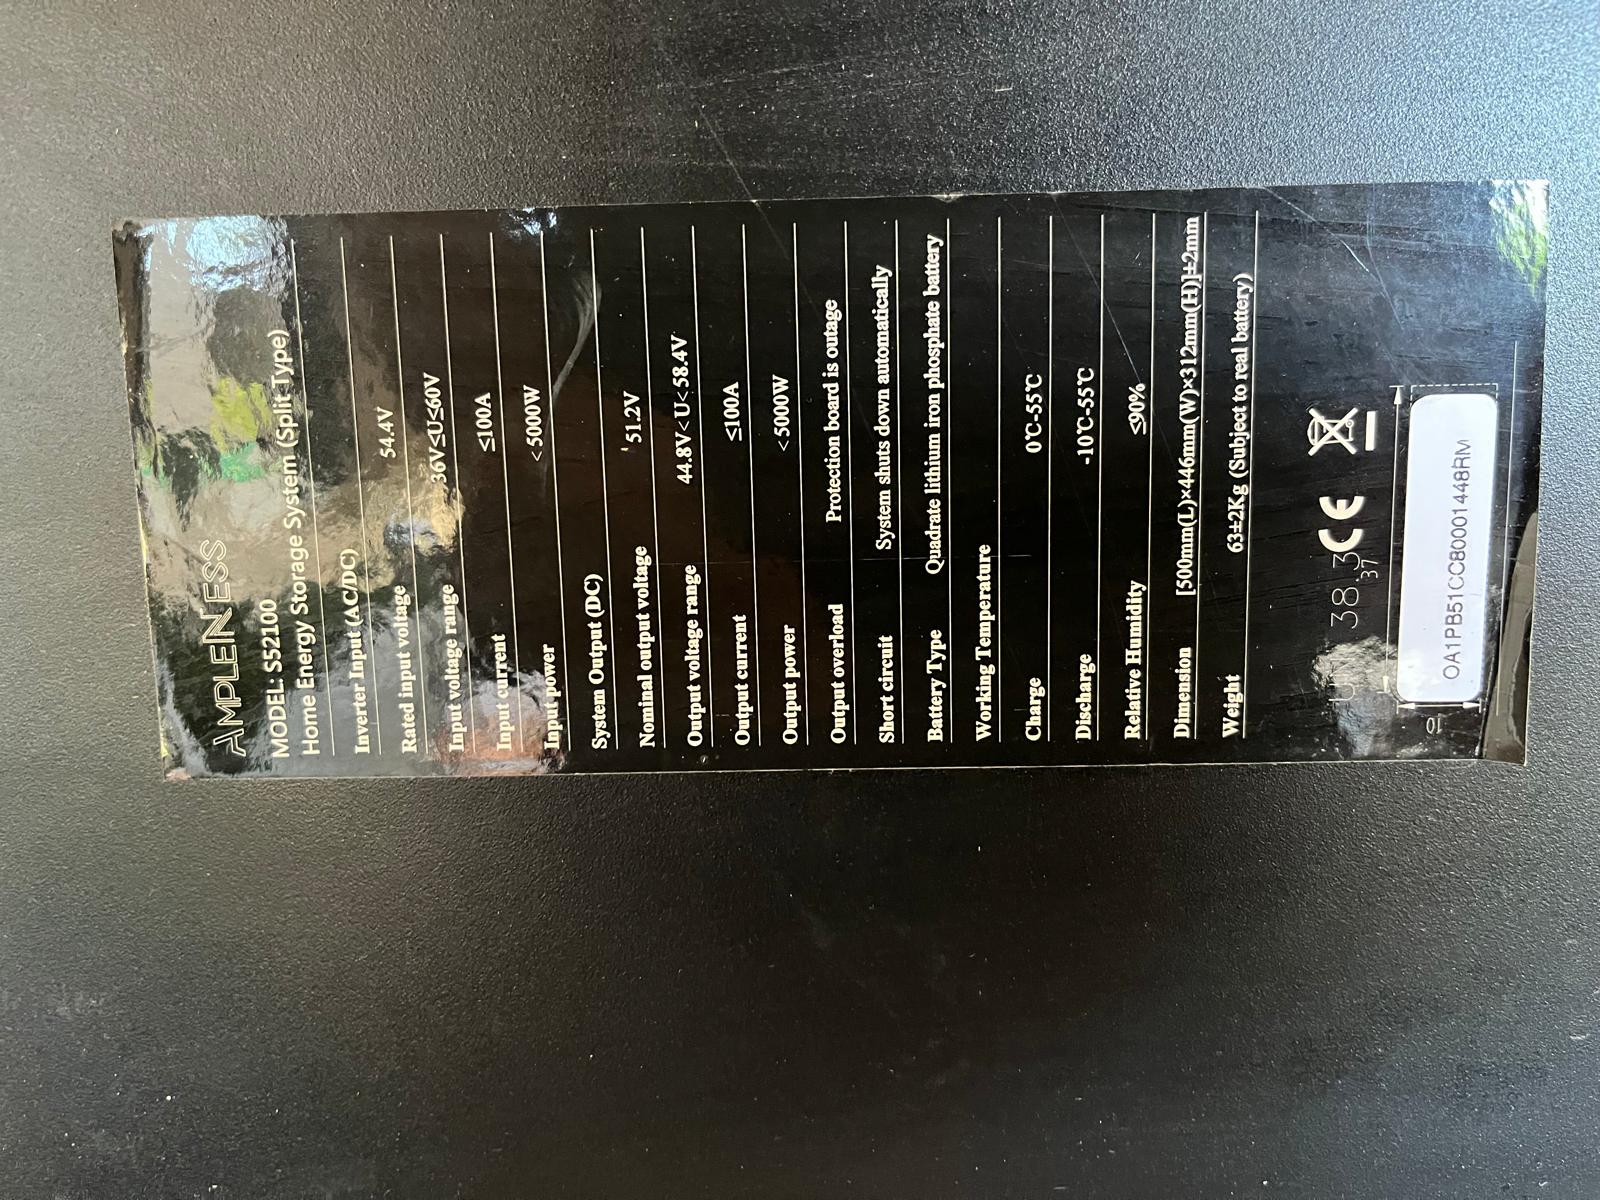 AMPLENESS
MODEL: S52100
Home Energy Storage System (Split Type)
Inverter Input (AC/DC)
Rated input voltage 54.4V
Input voltage range 36V≤U≤60V
Input current ≤100A
Input power < 5000W
System Output (DC)
Nominal output voltage 51.2V
Output voltage range 44.8V< U< 58.4V
Output current ≤100A
Output power < 5000W
Output overload Protection board is outage
Short circuit System shuts down automatically
Battery Type Quadrate lithium iron phosphate battery
Working Temperature
Charge 0℃-55℃
Discharge -10℃-55℃
Relative Humidity ≤90%
Dimension [500mm(L)×446mm(W)×312mm(H)]±2mm
Weight 63±2Kg (Subject to real battery)
38.3 CE
37
10
OA1PB51CCB0001448RM